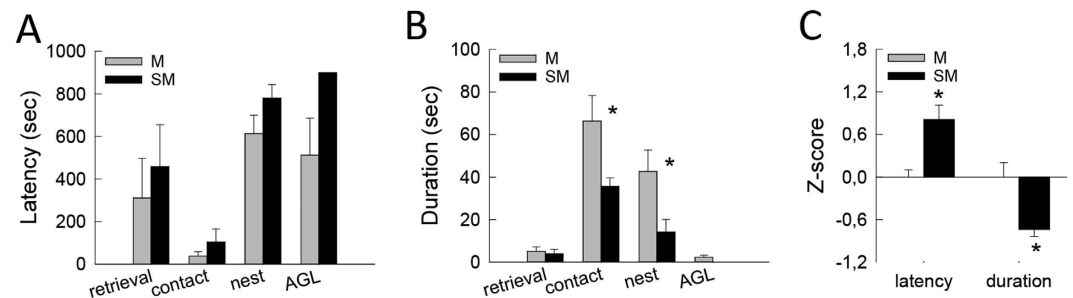 A
Latency (sec)
1000
800
600
400
200
0
M
SM
retrieval
contact
nest
AGL
B
Duration (sec)
100
80
60
40
20
0
M
SM
*
*
retrieval
contact
nest
AGL
C
Z-score
1,8
1,2
0,6
0,0
-0,6
-1,2
M
SM
*
*
latency
duration